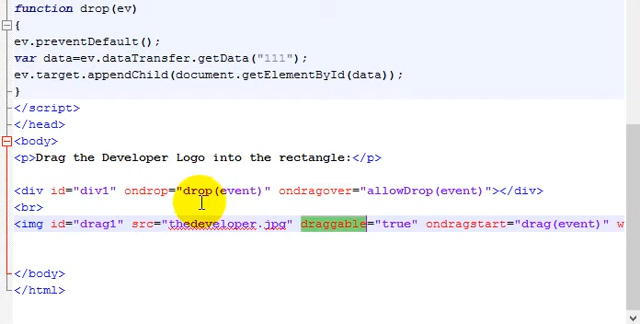 function drop(ev)
{
ev.preventDefault();
var data=ev.dataTransfer.getData("lll");
ev.target.appendChild(document.getElementById(data));
}
</script>
</head>
<body>
<p>Drag the Developer Logo into the rectangle:</p>
<div id="div1" ondrop="drop(event)" ondragover="allowDrop(event)"></div>
<br>
<img id="drag1" src="thedeveloper.jpg" draggable="true" ondragstart="drag(event)" w
</body>
</html>